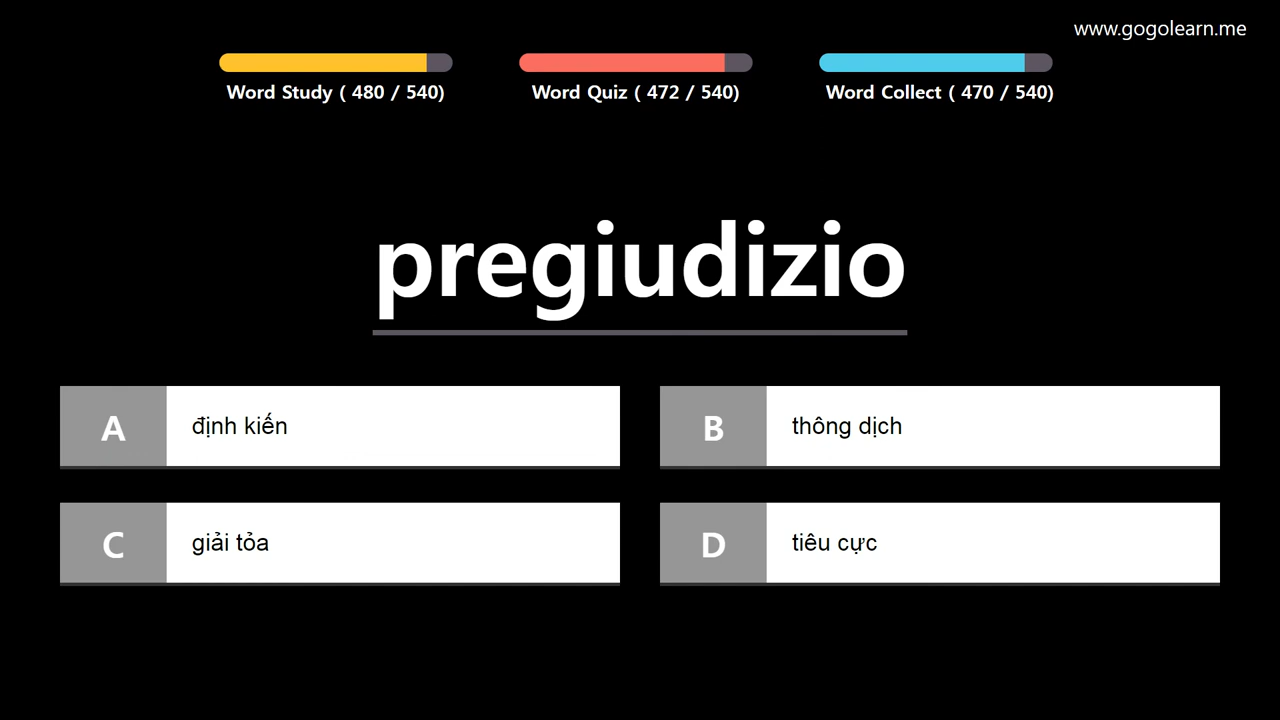 www.gogolearn.me
Word Study ( 480 / 540)
Word Quiz ( 472 / 540)
Word Collect ( 470 / 540)
pregiudizio
A định kiến
B thông dịch
C giải tỏa
D tiêu cực